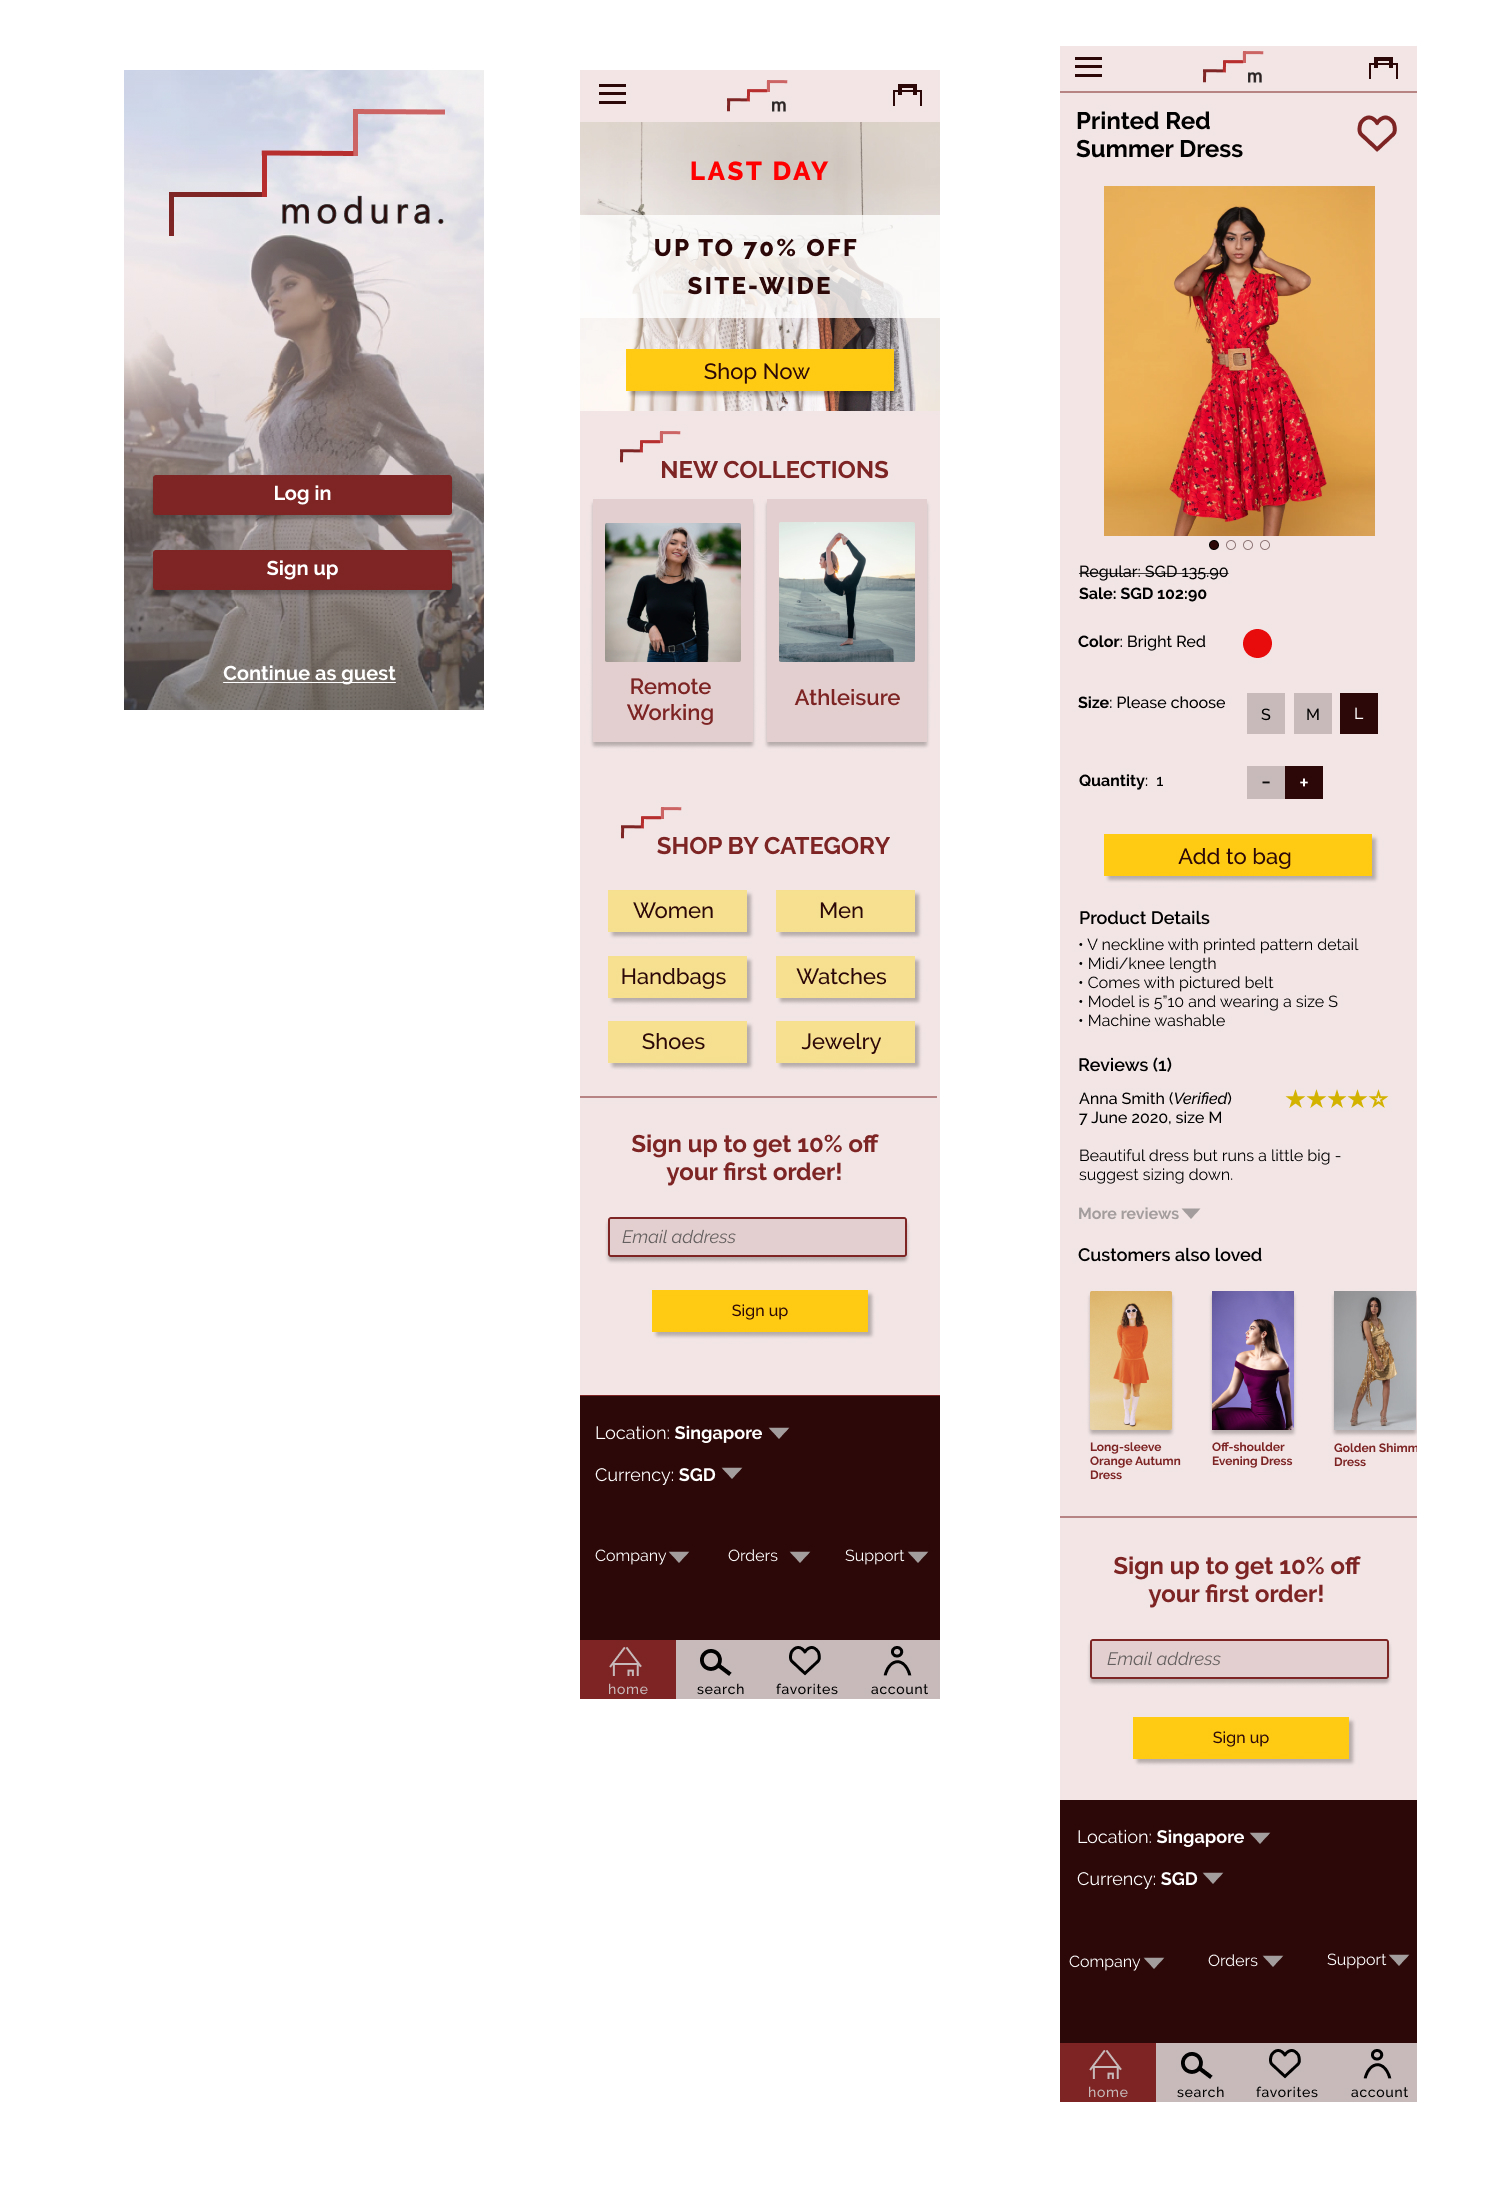 modura.
Log in
Sign up
Continue as guest
m
LAST DAY
UP TO 70% OFF
SITE-WIDE
Shop Now
NEW COLLECTIONS
Remote
Working
Athleisure
SHOP BY CATEGORY
Women
Men
Handbags
Watches
Shoes
Jewelry
Sign up to get 10% off
your first order!
Email address
Sign up
Location: Singapore
Currency: SGD
Company
Orders
Support
home
search
favorites
account
m
Printed Red
Summer Dress
Regular: SGD 135.90
Sale: SGD 102:90
Color: Bright Red
Size: Please choose
S
M
L
Quantity: 1
-
+
Add to bag
Product Details
• V neckline with printed pattern detail
• Midi/knee length
• Comes with pictured belt
• Model is 5"10 and wearing a size S
• Machine washable
Reviews (1)
Anna Smith (Verified)
7 June 2020, size M
Beautiful dress but runs a little big -
suggest sizing down.
More reviews
Customers also loved
Long-sleeve
Orange Autumn
Dress
Off-shoulder
Evening Dress
Golden Shimm
Dress
Sign up to get 10% off
your first order!
Email address
Sign up
Location: Singapore
Currency: SGD
Company
Orders
Support
home
search
favorites
account